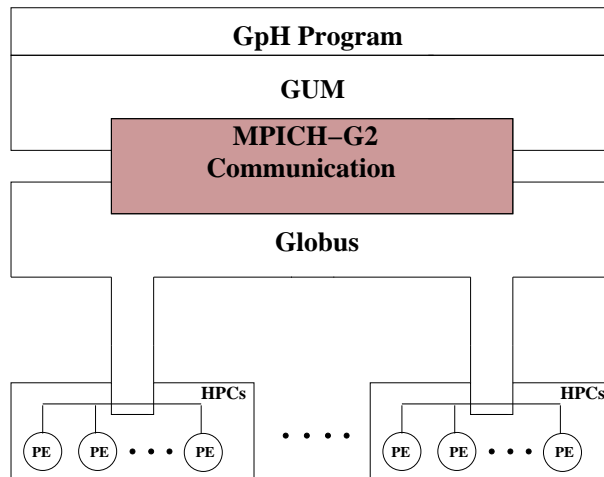 GpH Program
GUM
MPICH–G2
Communication
Globus
HPCs
HPCs
PE
PE
PE
PE
PE
PE